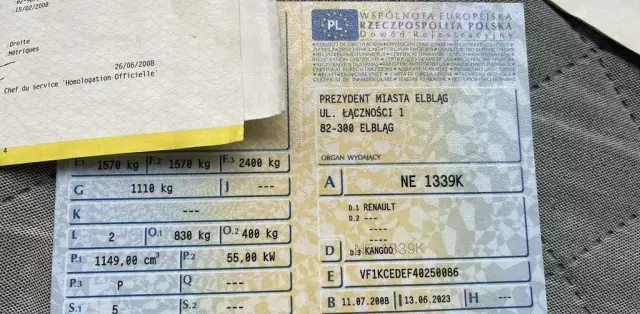 15/02/2008
:Droite
:Métriques
26/06/2008
Chef du service 'Homologation Officielle'
4
PL
WSPÓLNOTA EUROPEJSKA
RZECZPOSPOLITA POLSKA
Dowód Rejestracyjny
PREZYDENT MIASTA ELBLĄG
UL. ŁĄCZNOŚCI 1
82-300 ELBLĄG
ORGAN WYDAJĄCY
A NE 1339K
D.1 RENAULT
D.2 ---
----
----
D D.3 KANGOO
NE 1339K
E VF1KCEDEF40250086
B 11.07.2008 13.06.2023 H ---
F.1 1570 kg F.2 1570 kg F.3 2400 kg
G 1110 kg J ---
K ---
L 2 O.1 830 kg O.2 400 kg
P.1 1149,00 cm³ P.2 55,00 kW
P.3 P Q ---
S.1 5 S.2 ---